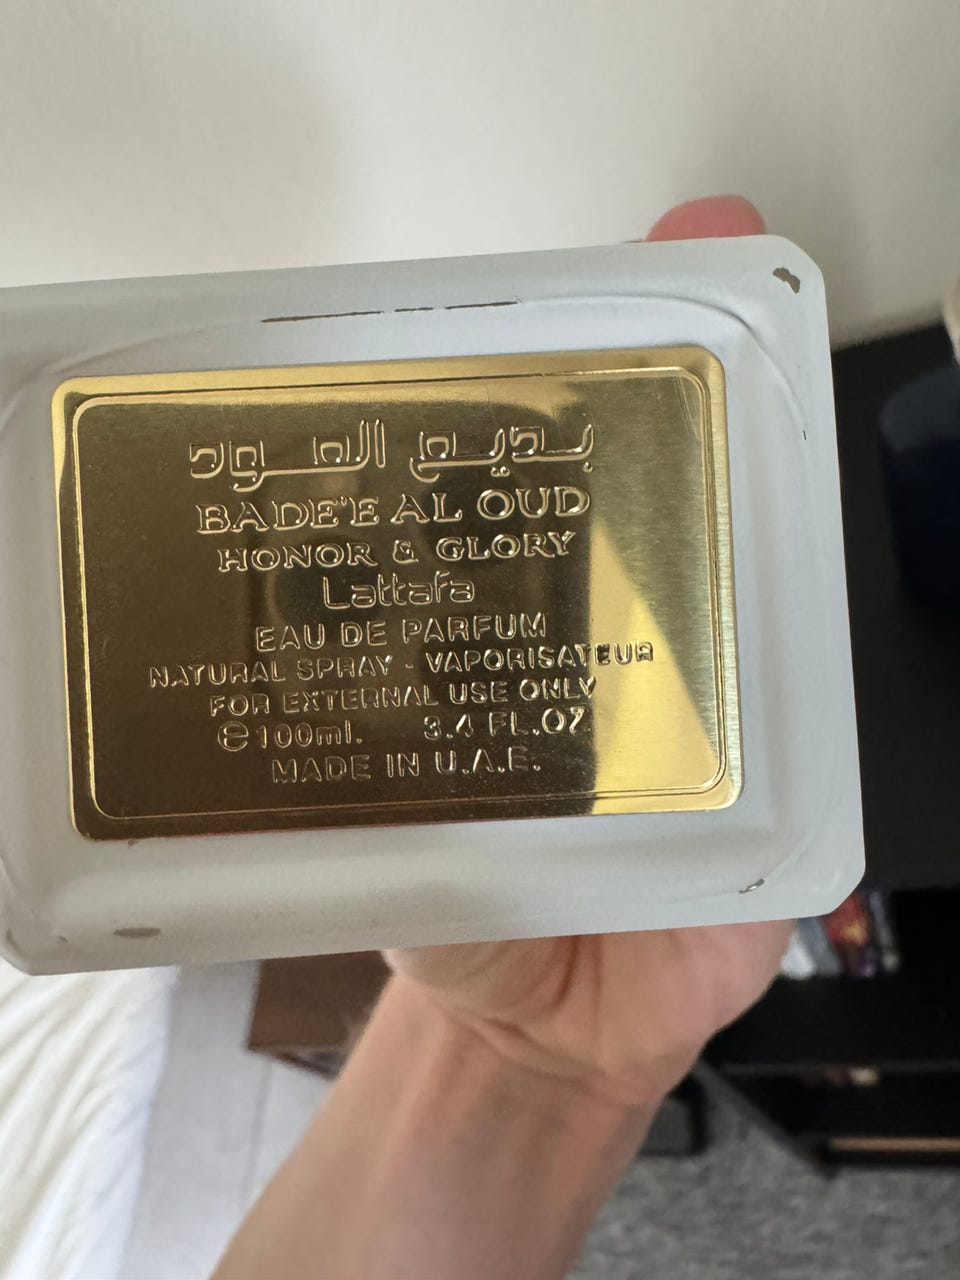 بديع العود
BADE'E AL OUD
HONOR & GLORY
Lattafa
EAU DE PARFUM
NATURAL SPRAY - VAPORISATEUR
FOR EXTERNAL USE ONLY
℮100ml. 3.4 FL.OZ
MADE IN U.A.E.